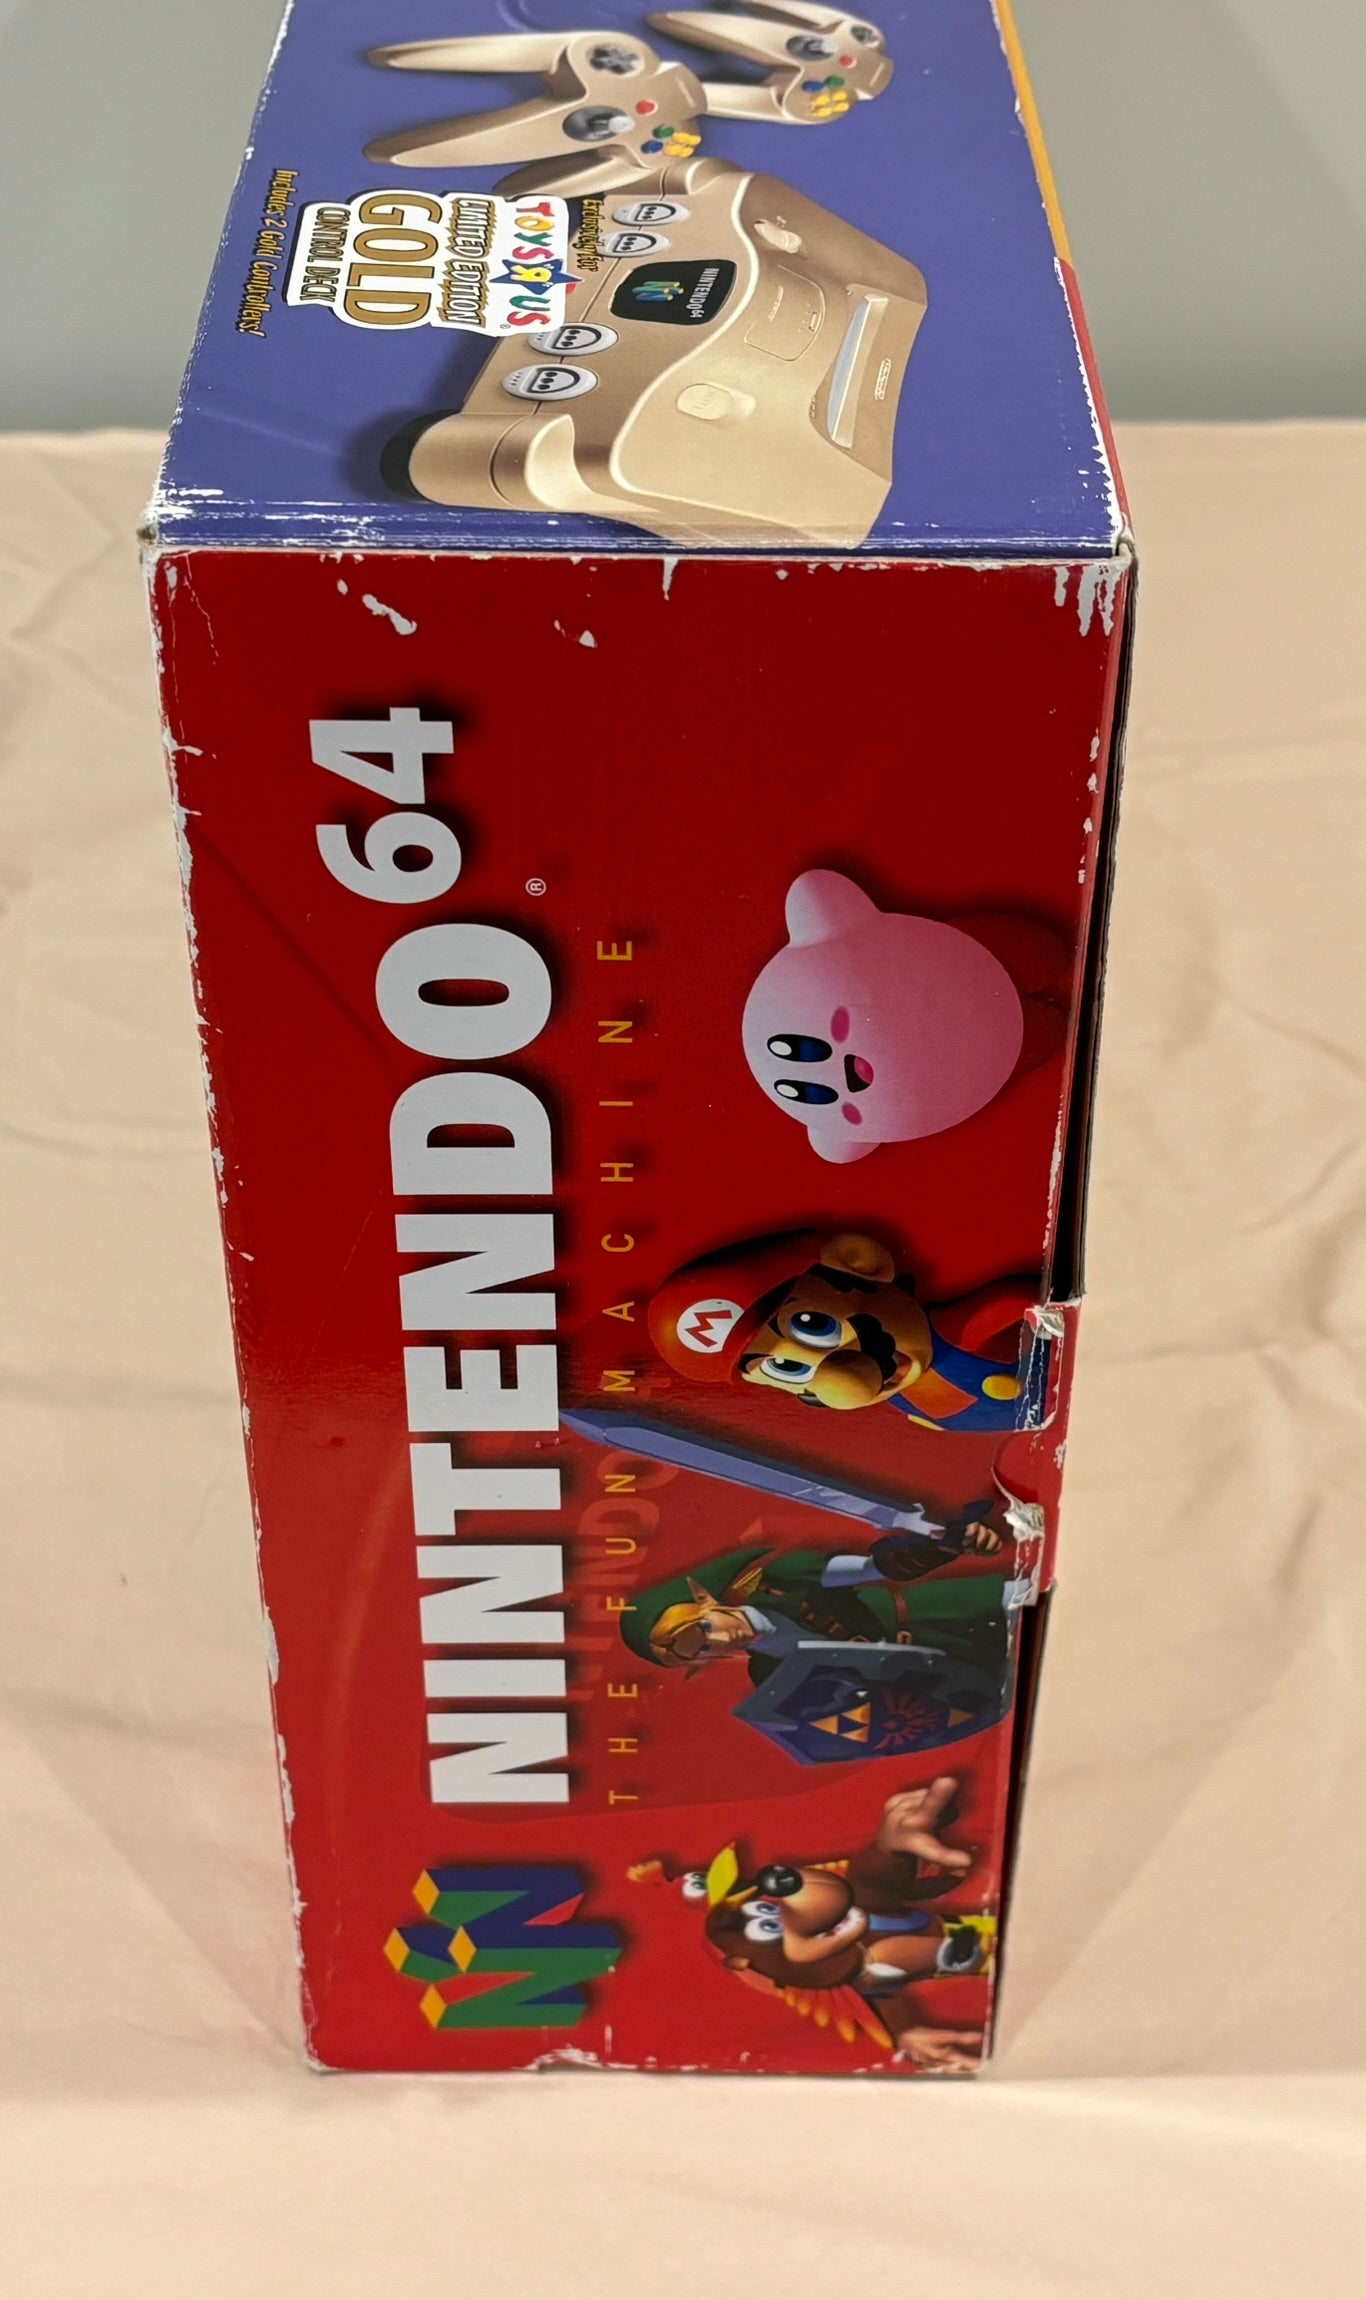 Exclusively for
TOYS R US®
LIMITED EDITION
GOLD
CONTROL DECK
Includes 2 Gold Controllers!
NINTENDO64
NINTENDO 64®
THE FUN MACHINE
M